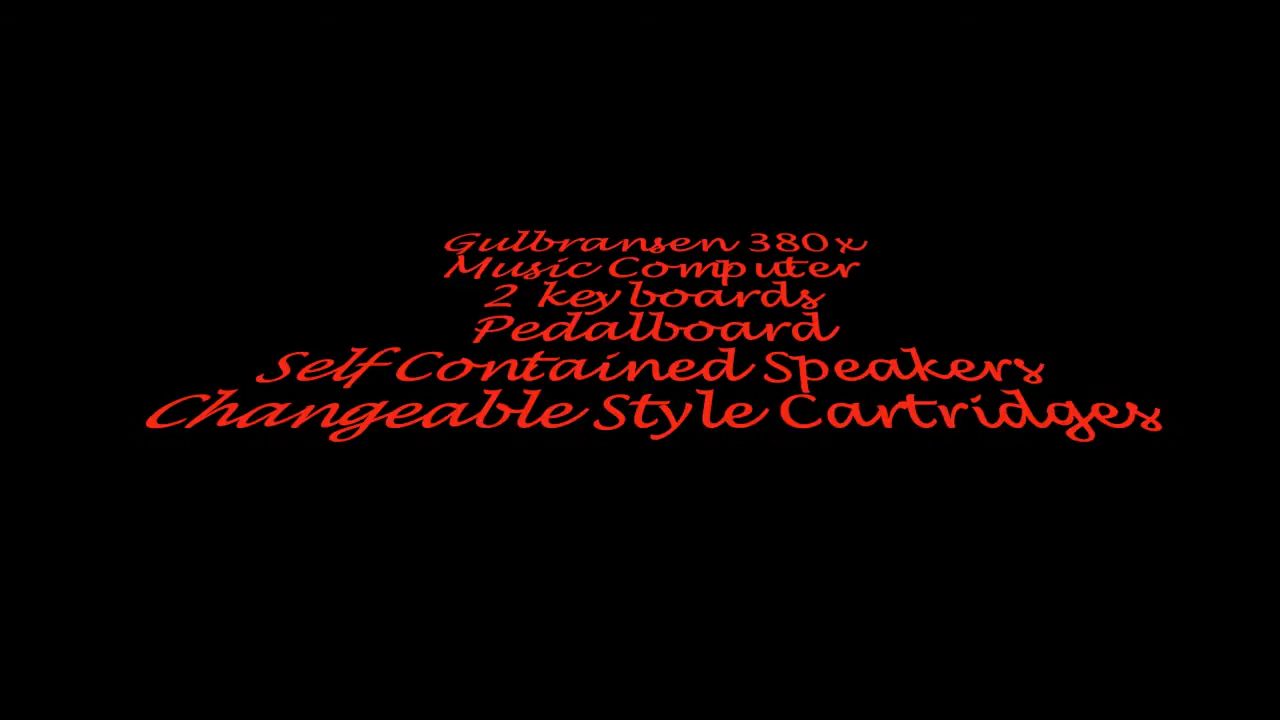 Gulbransen 380x
Music Computer
2 keyboards
Pedalboard
Self Contained Speakers
Changeable Style Cartridges